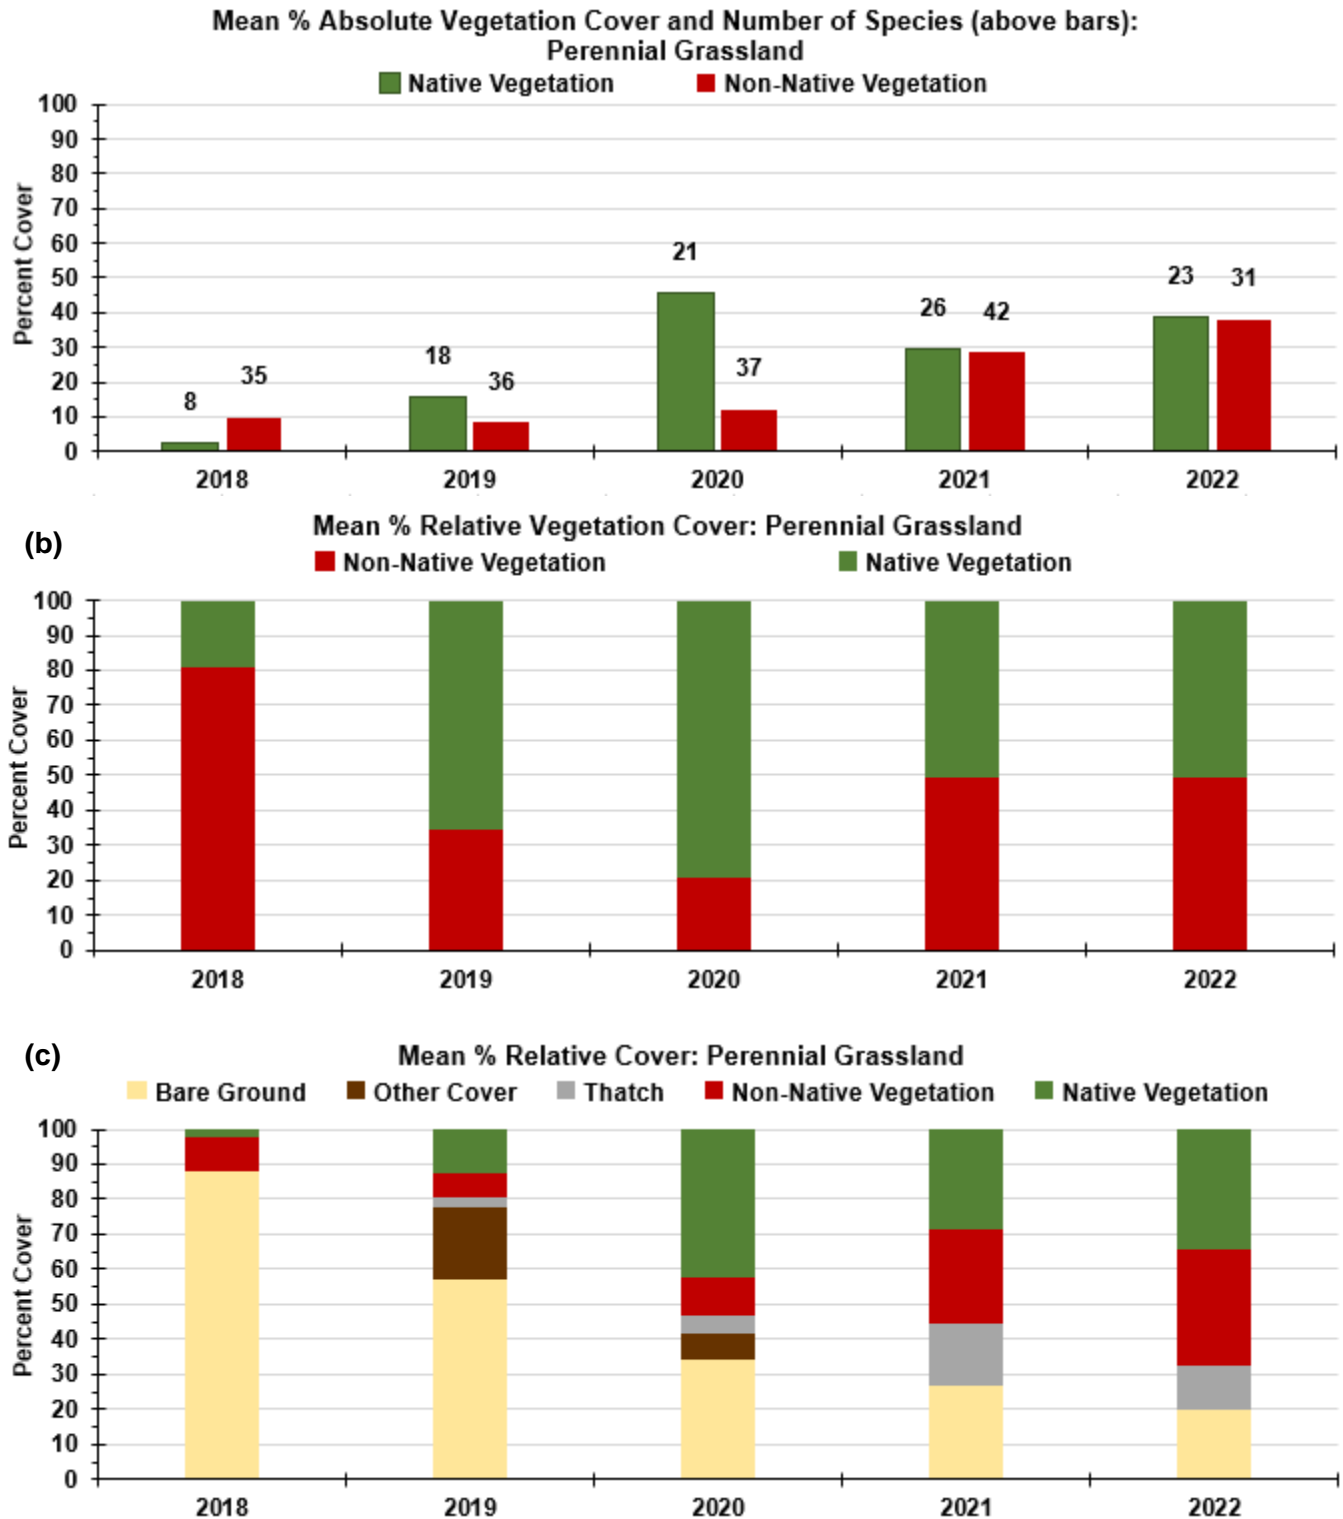 Mean % Absolute Vegetation Cover and Number of Species (above bars):
Perennial Grassland
Native Vegetation Non-Native Vegetation
Percent Cover
100
90
80
70
60
50
40
30
20
10
0
8 35 18 36 21 37 26 42 23 31
2018 2019 2020 2021 2022
(b)
Mean % Relative Vegetation Cover: Perennial Grassland
Non-Native Vegetation Native Vegetation
Percent Cover
100
90
80
70
60
50
40
30
20
10
0
2018 2019 2020 2021 2022
(c)
Mean % Relative Cover: Perennial Grassland
Bare Ground Other Cover Thatch Non-Native Vegetation Native Vegetation
Percent Cover
100
90
80
70
60
50
40
30
20
10
0
2018 2019 2020 2021 2022